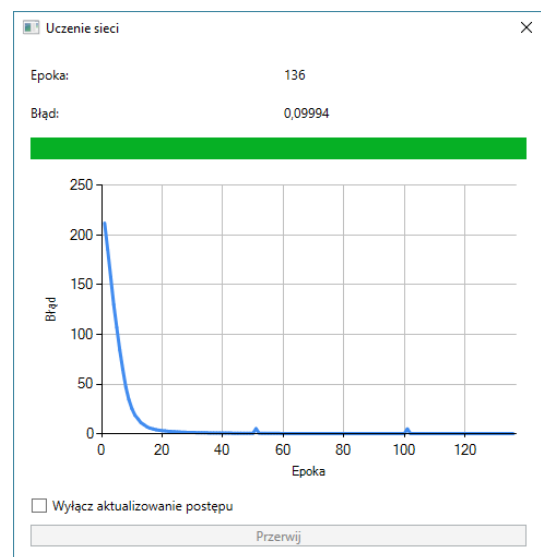 Uczenie sieci
Epoka: 136
Błąd: 0,09994
250
200
150
100
50
0
Błąd
0 20 40 60 80 100 120
Epoka
Wyłącz aktualizowanie postępu
Przerwij